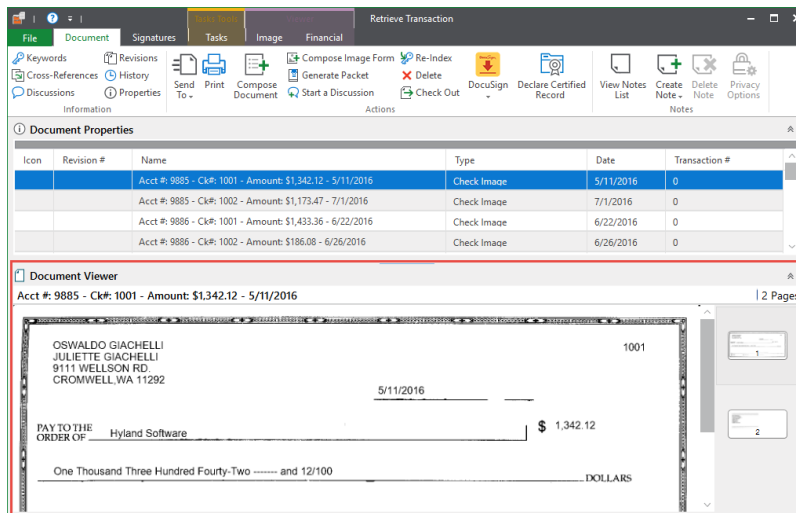 Tasks Tools Viewer Retrieve Transaction
File Document Signatures Tasks Image Financial
Keywords Revisions
Cross-References History
Discussions Properties
Information
Send To
Print
Compose Document
Compose Image Form Re-Index
Generate Packet Delete
Start a Discussion Check Out
DocuSign
Declare Certified Record
Actions
View Notes List
Create Note
Delete Note
Privacy Options
Notes
Document Properties
Icon Revision # Name Type Date Transaction #
Acct #: 9885 - Ck#: 1001 - Amount: $1,342.12 - 5/11/2016 Check Image 5/11/2016 0
Acct #: 9885 - Ck#: 1002 - Amount: $1,173.47 - 7/1/2016 Check Image 7/1/2016 0
Acct #: 9886 - Ck#: 1001 - Amount: $1,433.36 - 6/22/2016 Check Image 6/22/2016 0
Acct #: 9886 - Ck#: 1002 - Amount: $186.08 - 6/26/2016 Check Image 6/26/2016 0
Document Viewer
Acct #: 9885 - Ck#: 1001 - Amount: $1,342.12 - 5/11/2016 2 Pages
OSWALDO GIACHELLI 1001
JULIETTE GIACHELLI
9111 WELLSON RD.
CROMWELL,WA 11292
5/11/2016
PAY TO THE
ORDER OF Hyland Software $ 1,342.12
One Thousand Three Hundred Fourty-Two ------- and 12/100 DOLLARS
1
2